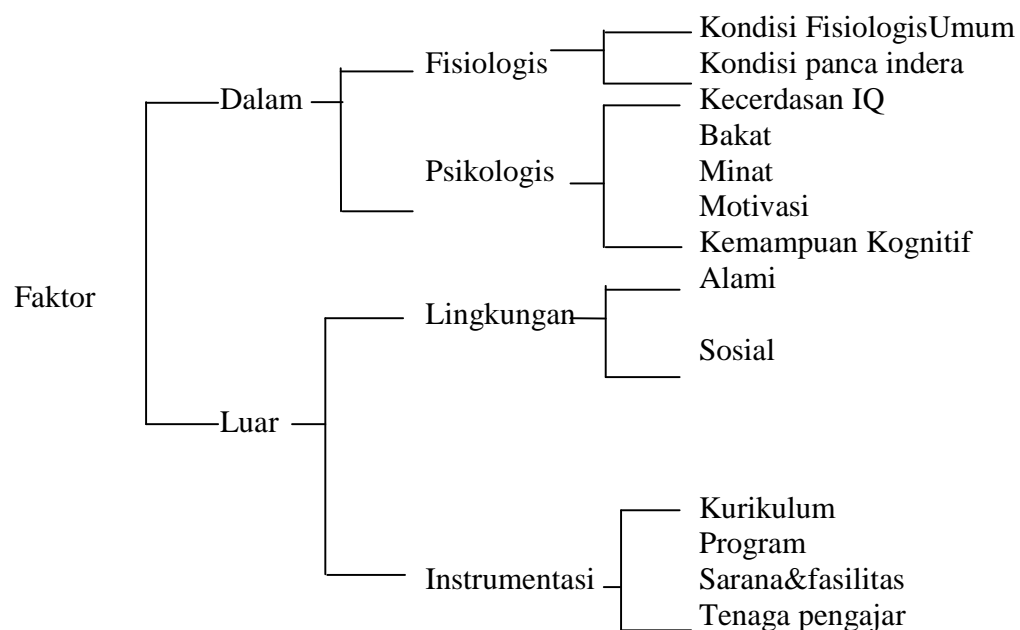 Kondisi FisiologisUmum
Fisiologis
Kondisi panca indera
Dalam
Kecerdasan IQ
Bakat
Psikologis
Minat
Motivasi
Kemampuan Kognitif
Alami
Faktor
Lingkungan
Sosial
Luar
Kurikulum
Program
Instrumentasi
Sarana&fasilitas
Tenaga pengajar